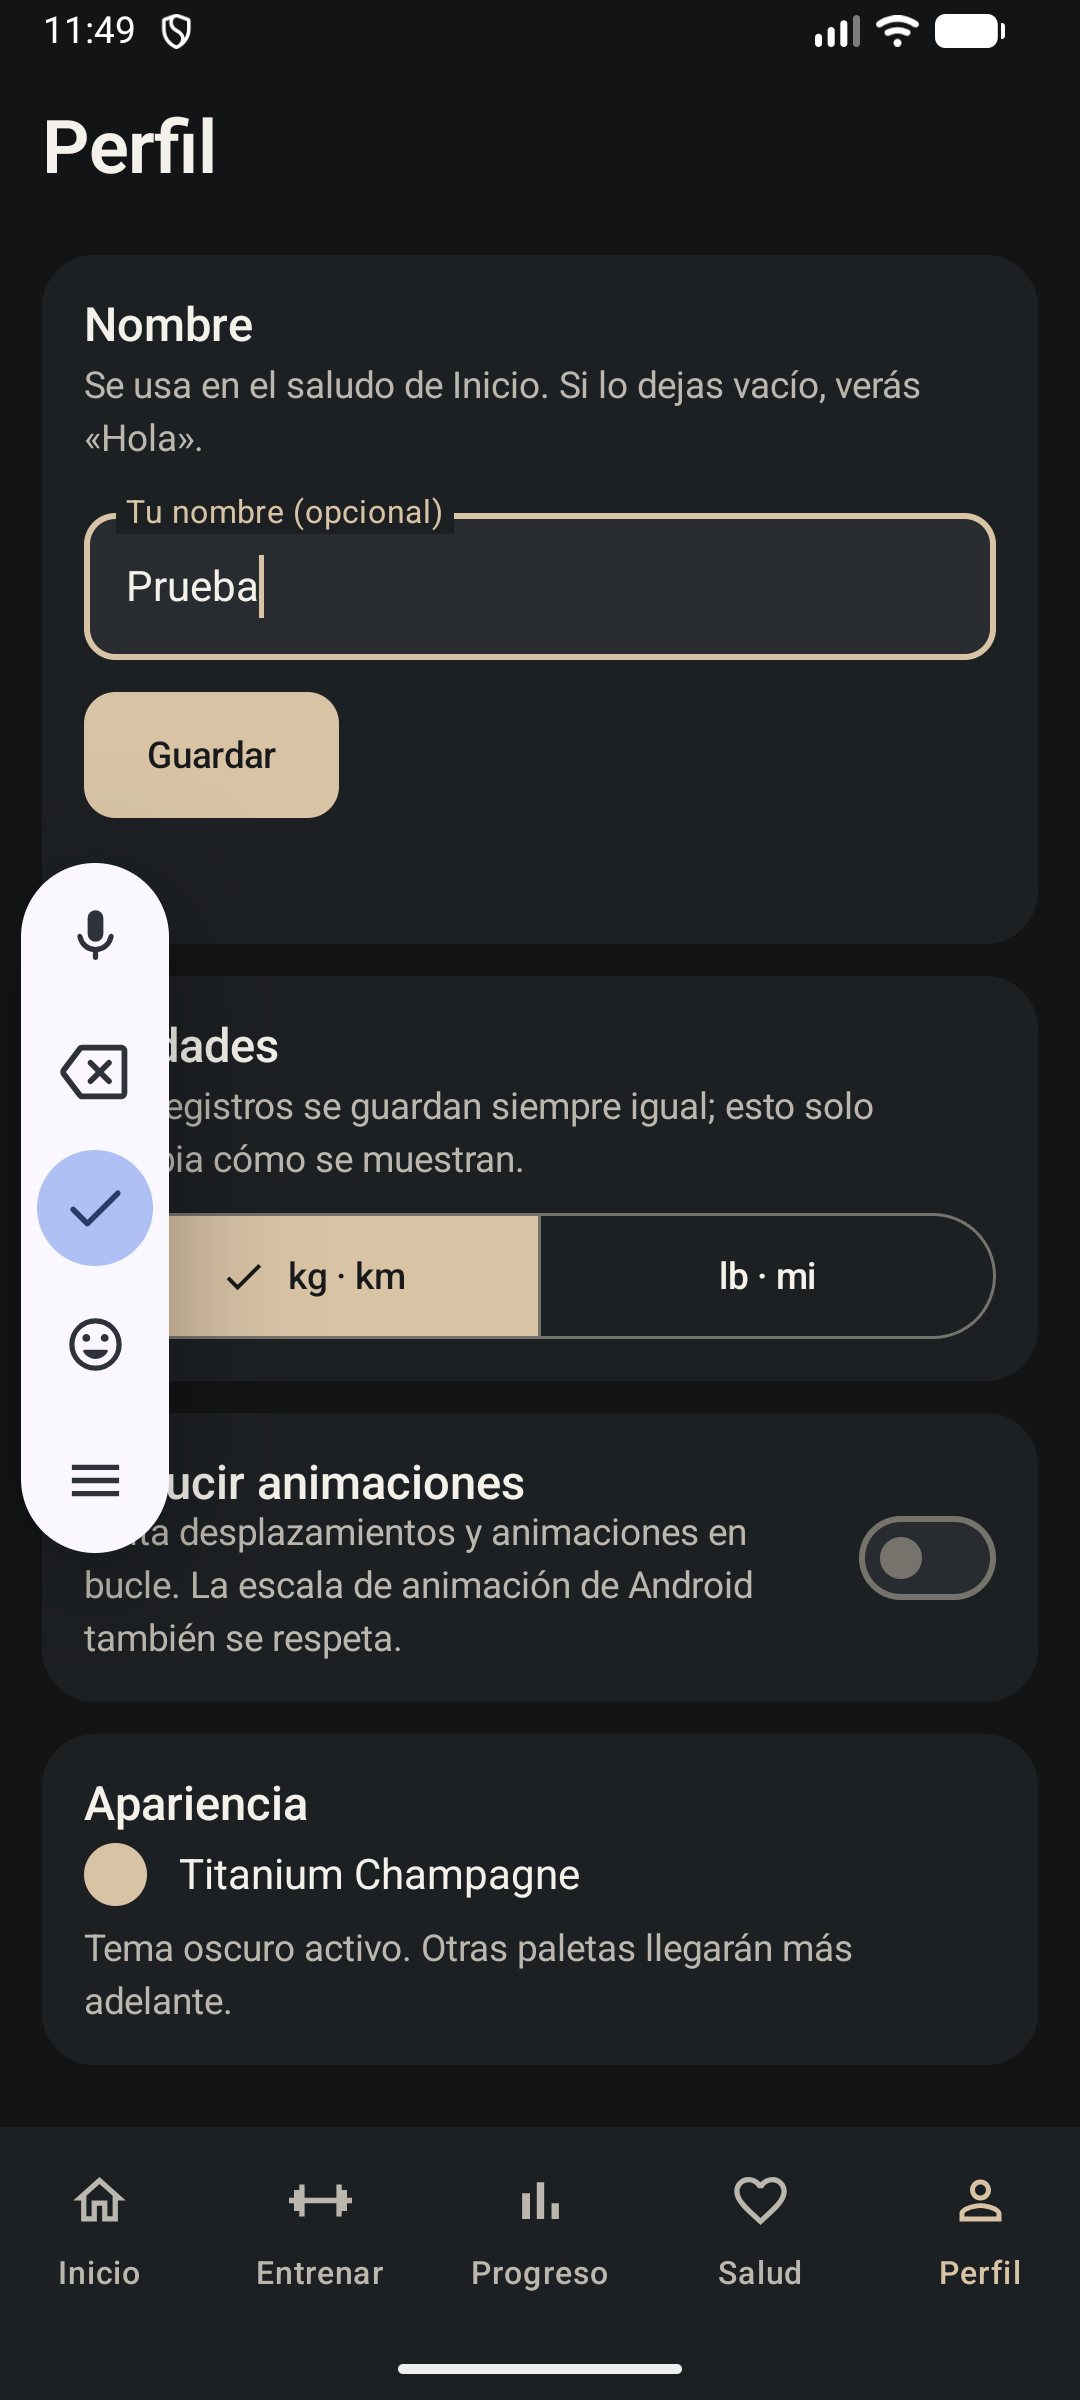 11:49
Perfil
Nombre
Se usa en el saludo de Inicio. Si lo dejas vacío, verás
«Hola».
Tu nombre (opcional)
Prueba
Guardar
dades
egistros se guardan siempre igual; esto solo
bia cómo se muestran.
kg · km
lb · mi
ucir animaciones
ta desplazamientos y animaciones en
bucle. La escala de animación de Android
también se respeta.
Apariencia
Titanium Champagne
Tema oscuro activo. Otras paletas llegarán más
adelante.
Inicio
Entrenar
Progreso
Salud
Perfil